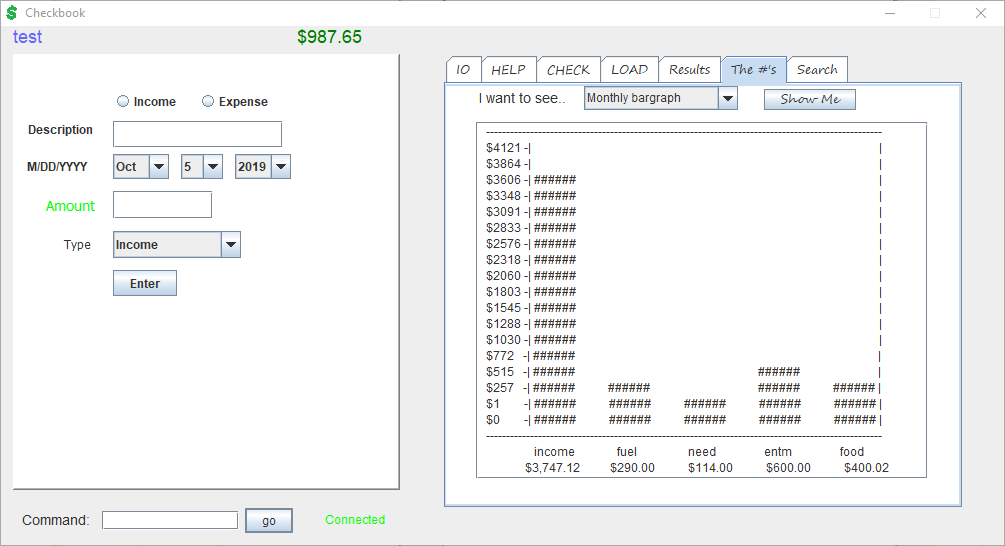 Checkbook
test $987.65
Income Expense
Description
M/DD/YYYY Oct 5 2019
Amount
Type Income
Enter
Command: go Connected
IO HELP CHECK LOAD Results The #'s Search
I want to see.. Monthly bargraph Show Me
------------------------------------------------------------
$4121 -| |
$3864 -| |
$3606 -| ###### |
$3348 -| ###### |
$3091 -| ###### |
$2833 -| ###### |
$2576 -| ###### |
$2318 -| ###### |
$2060 -| ###### |
$1803 -| ###### |
$1545 -| ###### |
$1288 -| ###### |
$1030 -| ###### |
$772 -| ###### |
$515 -| ###### ###### |
$257 -| ###### ###### ###### ###### |
$1 -| ###### ###### ###### ###### ###### |
$0 -| ###### ###### ###### ###### ###### |
------------------------------------------------------------
income fuel need entm food
$3,747.12 $290.00 $114.00 $600.00 $400.02